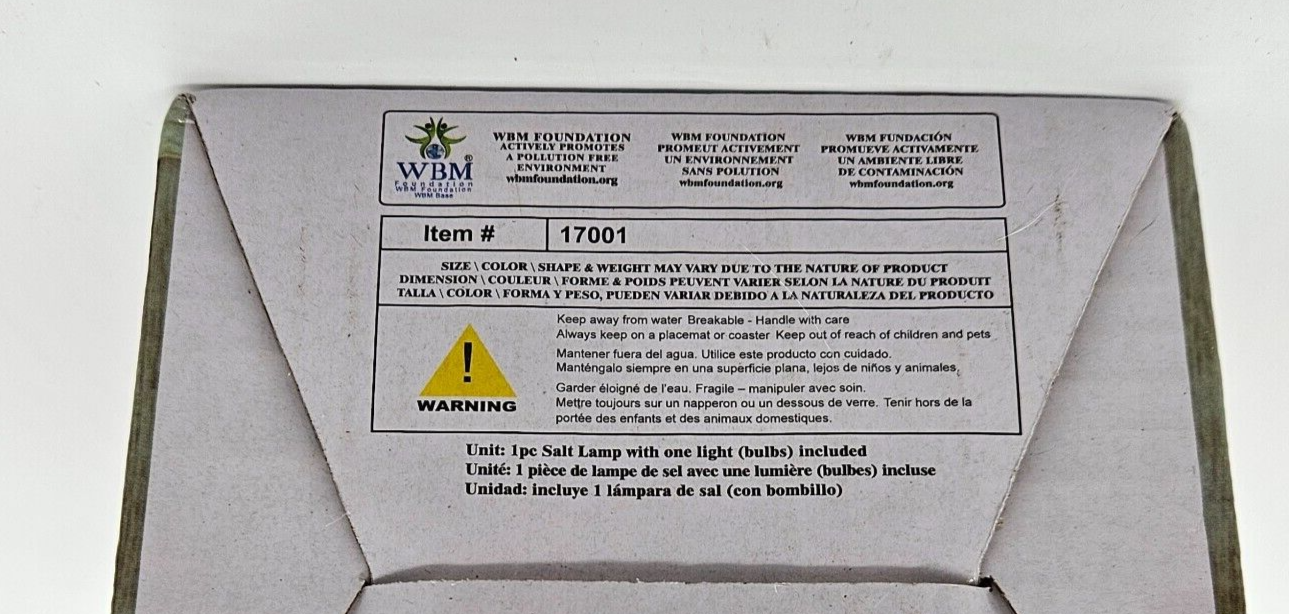 WBM
®
Foundation
WBM Foundation
WBM Base
WBM FOUNDATION
ACTIVELY PROMOTES
A POLLUTION FREE
ENVIRONMENT
wbmfoundation.org
WBM FOUNDATION
PROMEUT ACTIVEMENT
UN ENVIRONNEMENT
SANS POLUTION
wbmfoundation.org
WBM FUNDACIÓN
PROMUEVE ACTIVAMENTE
UN AMBIENTE LIBRE
DE CONTAMINACIÓN
wbmfoundation.org
Item # 17001
SIZE \ COLOR \ SHAPE & WEIGHT MAY VARY DUE TO THE NATURE OF PRODUCT
DIMENSION \ COULEUR \ FORME & POIDS PEUVENT VARIER SELON LA NATURE DU PRODUIT
TALLA \ COLOR \ FORMA Y PESO, PUEDEN VARIAR DEBIDO A LA NATURALEZA DEL PRODUCTO
!
WARNING
Keep away from water Breakable - Handle with care
Always keep on a placemat or coaster Keep out of reach of children and pets
Mantener fuera del agua. Utilice este producto con cuidado.
Manténgalo siempre en una superficie plana, lejos de niños y animales.
Garder éloigné de l'eau. Fragile – manipuler avec soin.
Mettre toujours sur un napperon ou un dessous de verre. Tenir hors de la
portée des enfants et des animaux domestiques.
Unit: 1pc Salt Lamp with one light (bulbs) included
Unité: 1 pièce de lampe de sel avec une lumière (bulbes) incluse
Unidad: incluye 1 lámpara de sal (con bombillo)